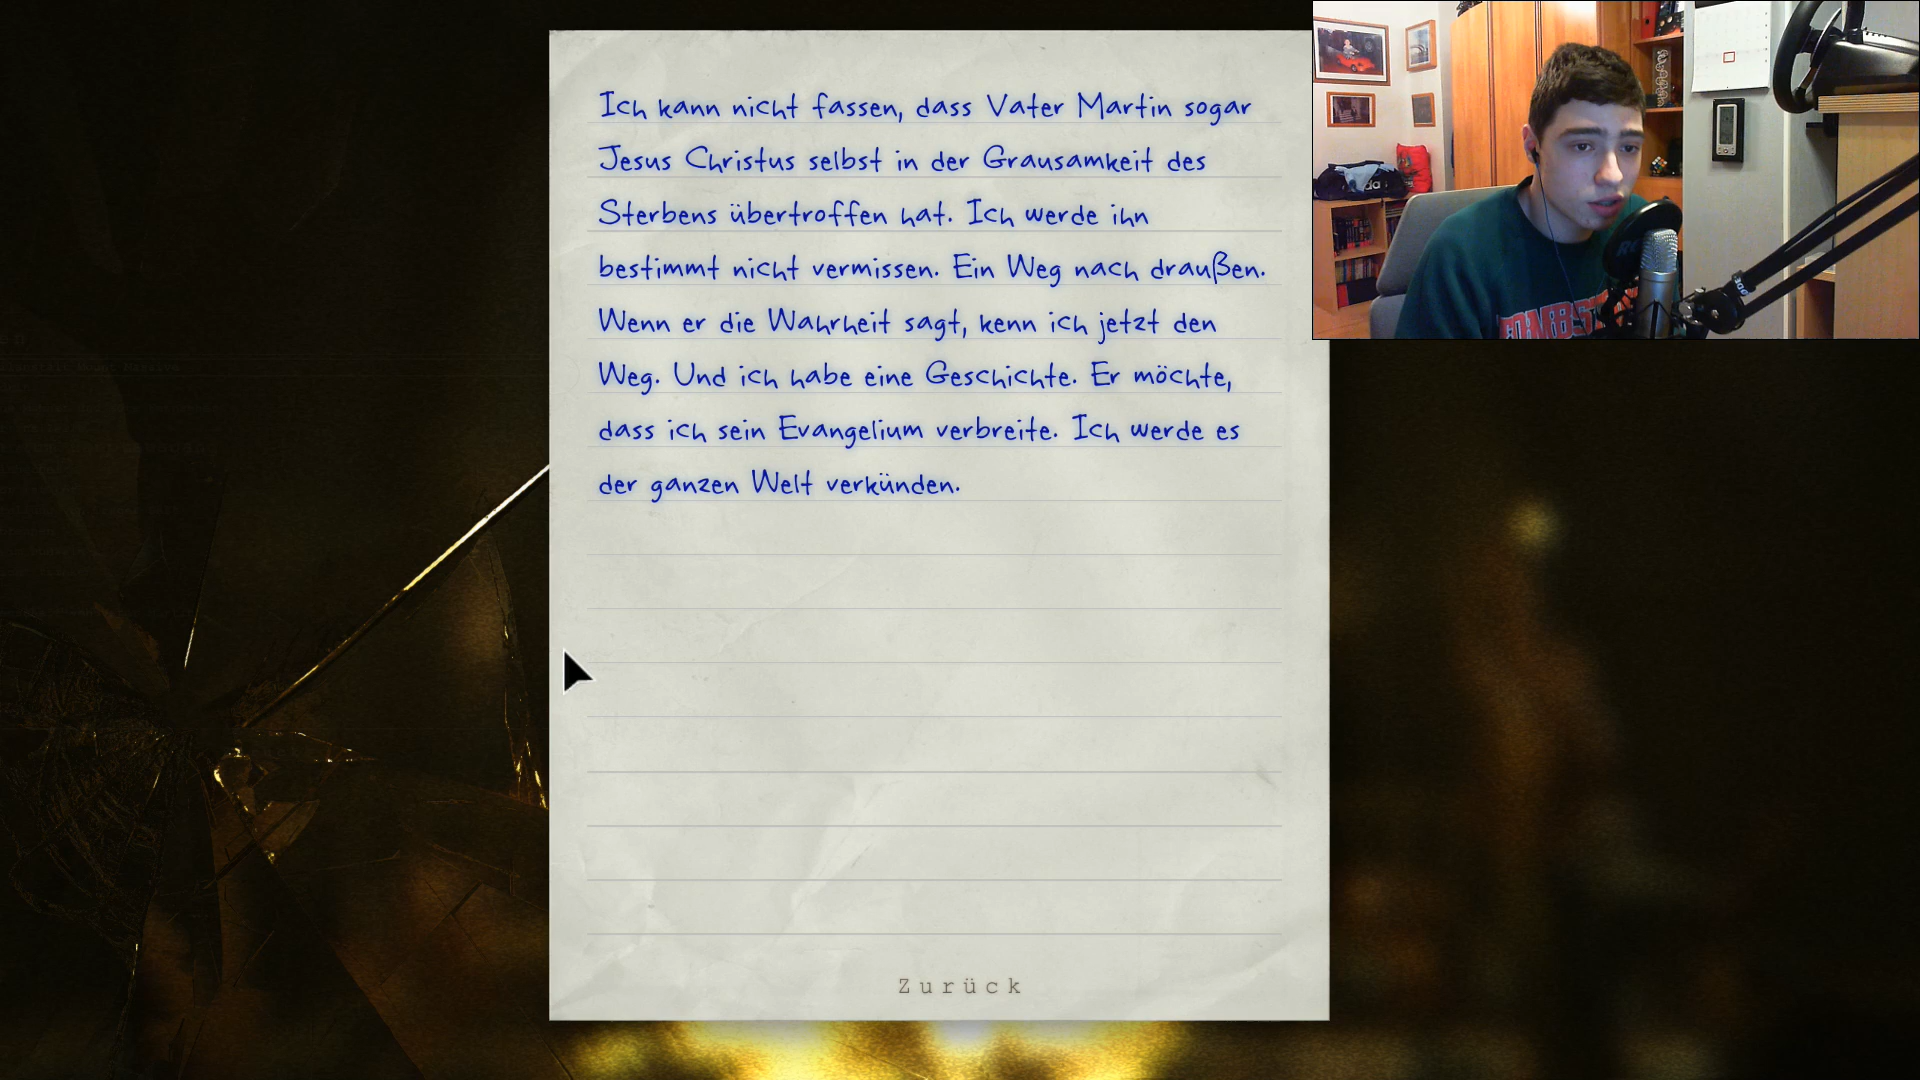 Ich kann nicht fassen, dass Vater Martin sogar
Jesus Christus selbst in der Grausamkeit des
Sterbens übertroffen hat. Ich werde ihn
bestimmt nicht vermissen. Ein Weg nach draußen.
Wenn er die Wahrheit sagt, kenn ich jetzt den
Weg. Und ich habe eine Geschichte. Er möchte,
dass ich sein Evangelium verbreite. Ich werde es
der ganzen Welt verkünden.
Zurück